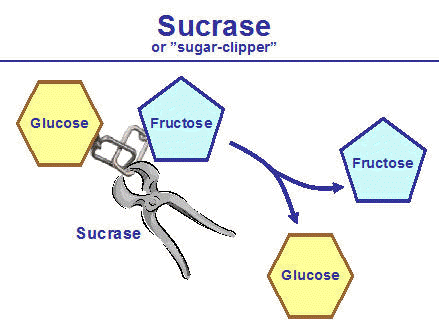 Sucrase
or ”sugar-clipper”
Glucose
Fructose
Fructose
Sucrase
Glucose